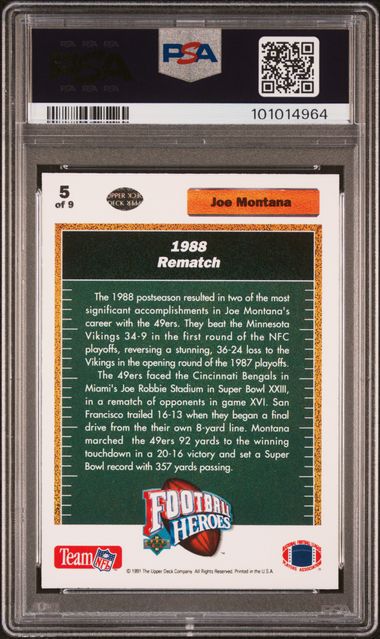 PSA
PSA
101014964
5
of 9
UPPER DECK
Joe Montana
1988
Rematch
The 1988 postseason resulted in two of the most
significant accomplishments in Joe Montana's
career with the 49ers. They beat the Minnesota
Vikings 34-9 in the first round of the NFC
playoffs, reversing a stunning, 36-24 loss to the
Vikings in the opening round of the 1987 playoffs.
The 49ers faced the Cincinnati Bengals in
Miami's Joe Robbie Stadium in Super Bowl XXIII,
in a rematch of opponents in game XVI. San
Francisco trailed 16-13 when they began a final
drive from their own 8-yard line. Montana
marched the 49ers 92 yards to the winning
touchdown in a 20-16 victory and set a Super
Bowl record with 357 yards passing.
FOOTBALL
HEROES
Team NFL
© 1991 The Upper Deck Company. All Rights Reserved. Printed in the U.S.A.